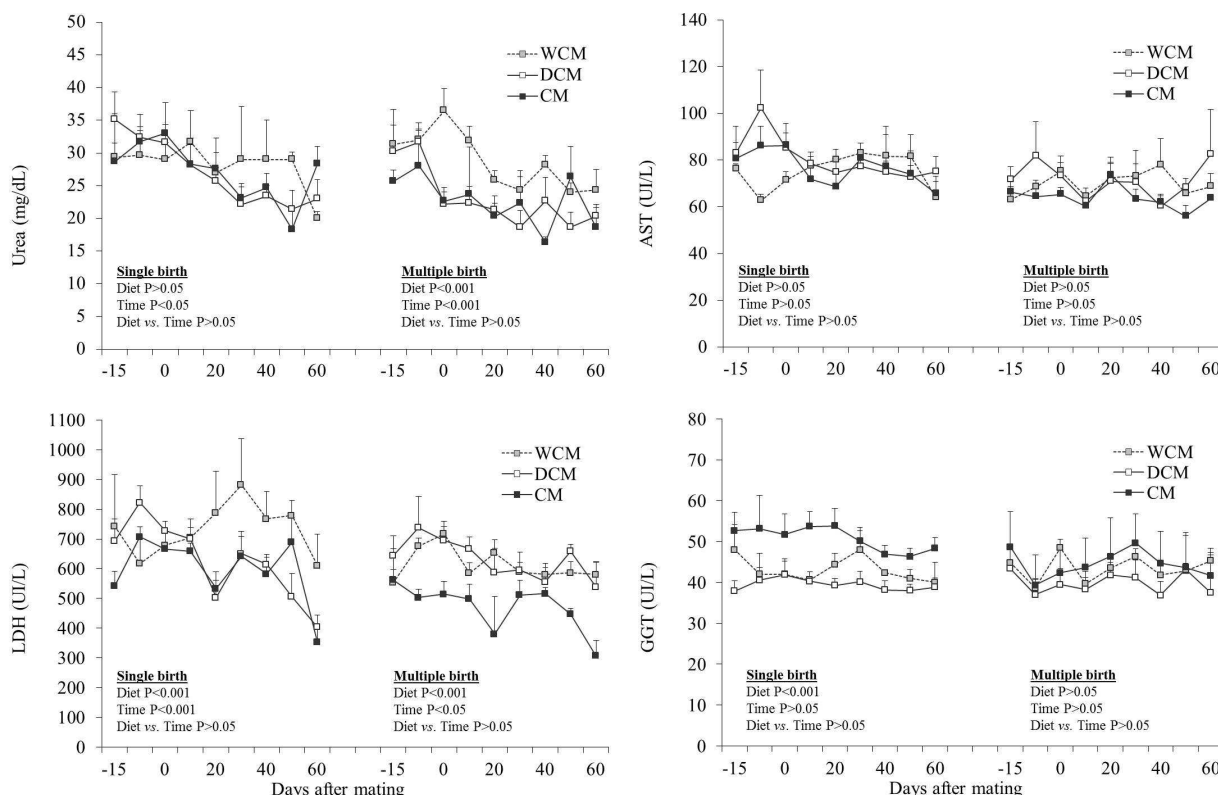 50
45
40
35
30
25
20
15
10
5
0
Urea (mg/dL)
WCM
DCM
CM
Single birth
Diet P>0.05
Time P<0.05
Diet vs. Time P>0.05
Multiple birth
Diet P<0.001
Time P<0.001
Diet vs. Time P>0.05
-15 0 20 40 60 -15 0 20 40 60
140
120
100
80
60
40
20
0
AST (UI/L)
WCM
DCM
CM
Single birth
Diet P>0.05
Time P>0.05
Diet vs. Time P>0.05
Multiple birth
Diet P>0.05
Time P>0.05
Diet vs. Time P>0.05
-15 0 20 40 60 -15 0 20 40 60
1100
1000
900
800
700
600
500
400
300
200
100
0
LDH (UI/L)
WCM
DCM
CM
Single birth
Diet P<0.001
Time P<0.001
Diet vs. Time P>0.05
Multiple birth
Diet P<0.001
Time P<0.05
Diet vs. Time P>0.05
-15 0 20 40 60 -15 0 20 40 60
Days after mating
80
70
60
50
40
30
20
10
0
GGT (UI/L)
WCM
DCM
CM
Single birth
Diet P<0.001
Time P>0.05
Diet vs. Time P>0.05
Multiple birth
Diet P>0.05
Time P>0.05
Diet vs. Time P>0.05
-15 0 20 40 60 -15 0 20 40 60
Days after mating